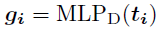 g_i = MLP_D(t_i)